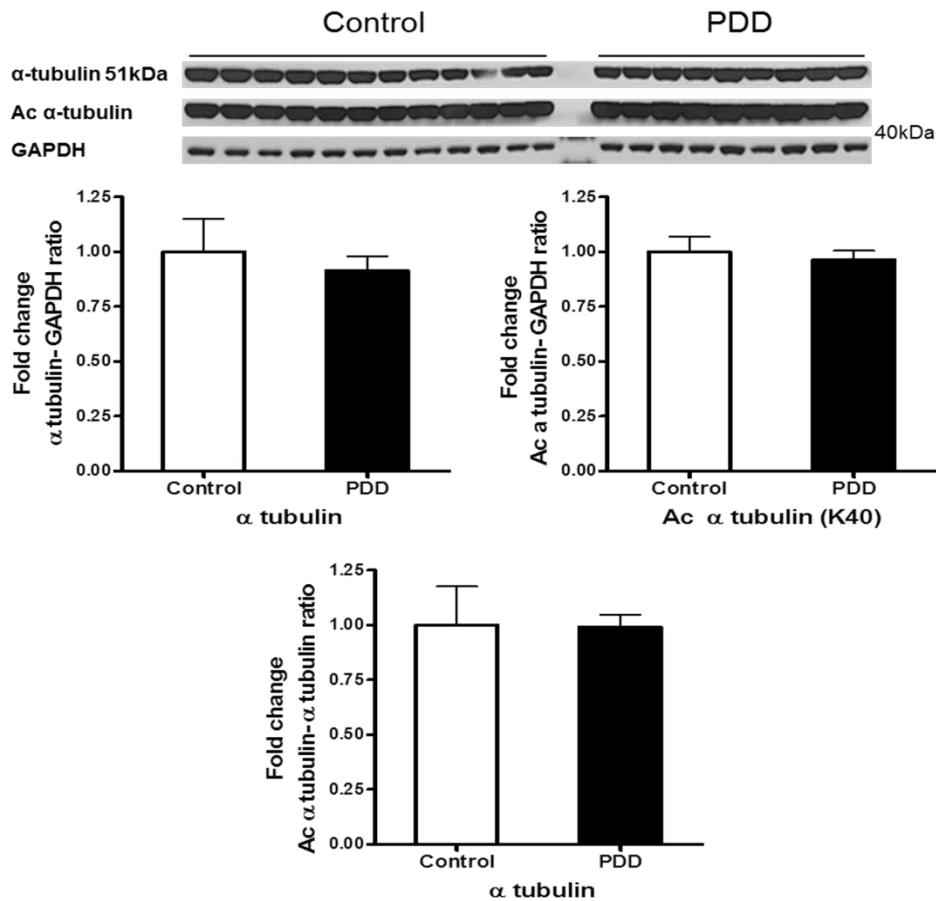 Control PDD
α-tubulin 51kDa
Ac α-tubulin
40kDa
GAPDH
Fold change
α tubulin- GAPDH ratio
1.25
1.00
0.75
0.50
0.25
0.00
Control PDD
α tubulin
Fold change
Ac a tubulin-GAPDH ratio
1.25
1.00
0.75
0.50
0.25
0.00
Control PDD
Ac α tubulin (K40)
Fold change
Ac α tubulin-α tubulin ratio
1.25
1.00
0.75
0.50
0.25
0.00
Control PDD
α tubulin